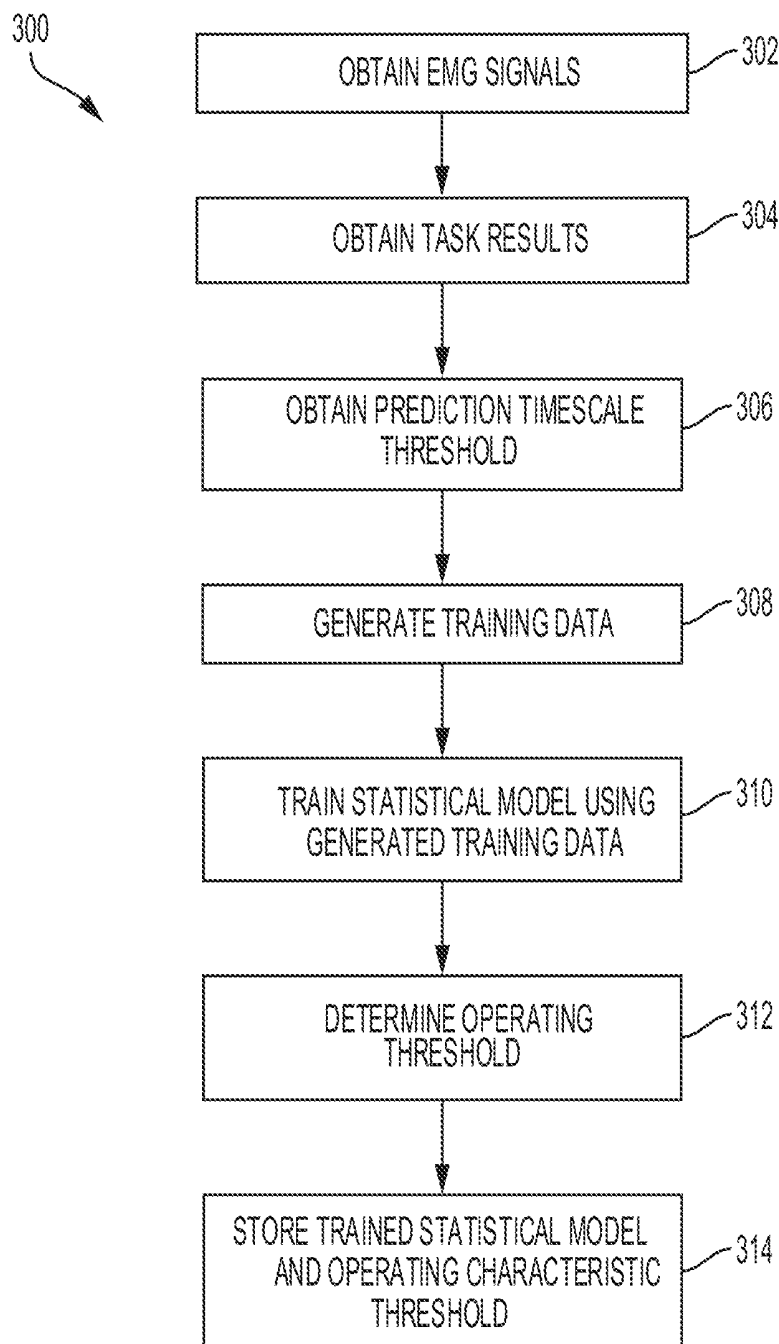 300
OBTAIN EMG SIGNALS
302
OBTAIN TASK RESULTS
304
OBTAIN PREDICTION TIMESCALE
THRESHOLD
306
GENERATE TRAINING DATA
308
TRAIN STATISTICAL MODEL USING
GENERATED TRAINING DATA
310
DETERMINE OPERATING
THRESHOLD
312
STORE TRAINED STATISTICAL MODEL
AND OPERATING CHARACTERISTIC
THRESHOLD
314